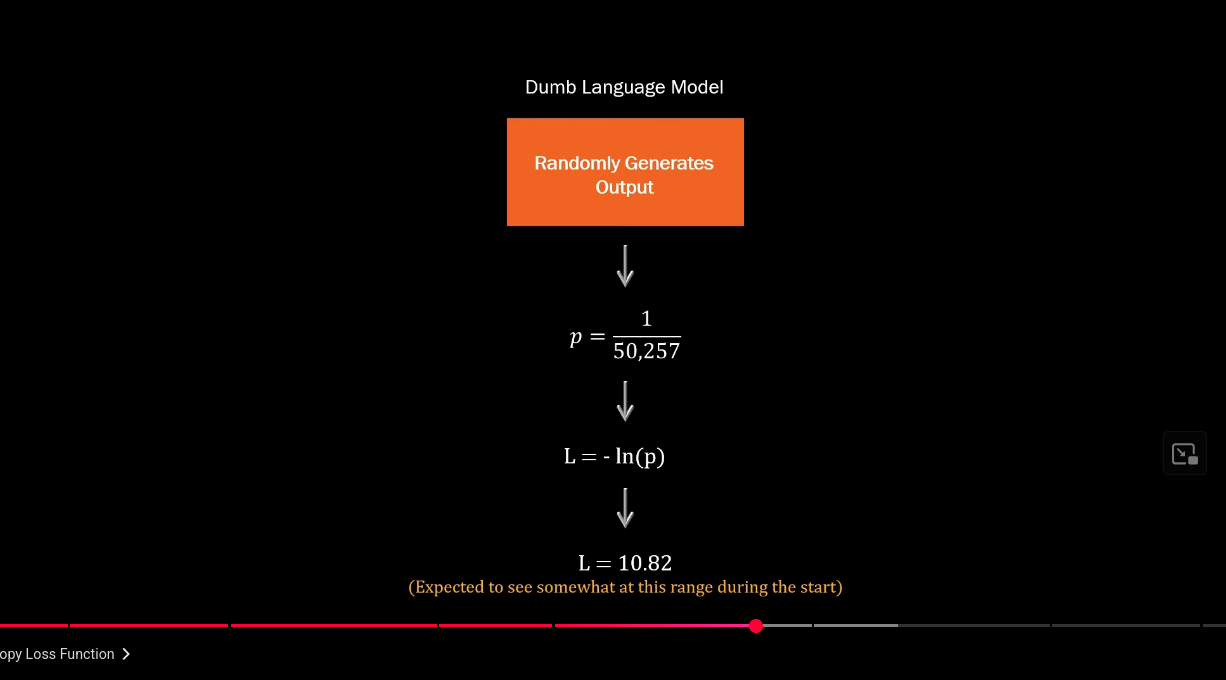 Dumb Language Model
Randomly Generates
Output
p = 1/50,257
L = - ln(p)
L = 10.82
(Expected to see somewhat at this range during the start)
opy Loss Function